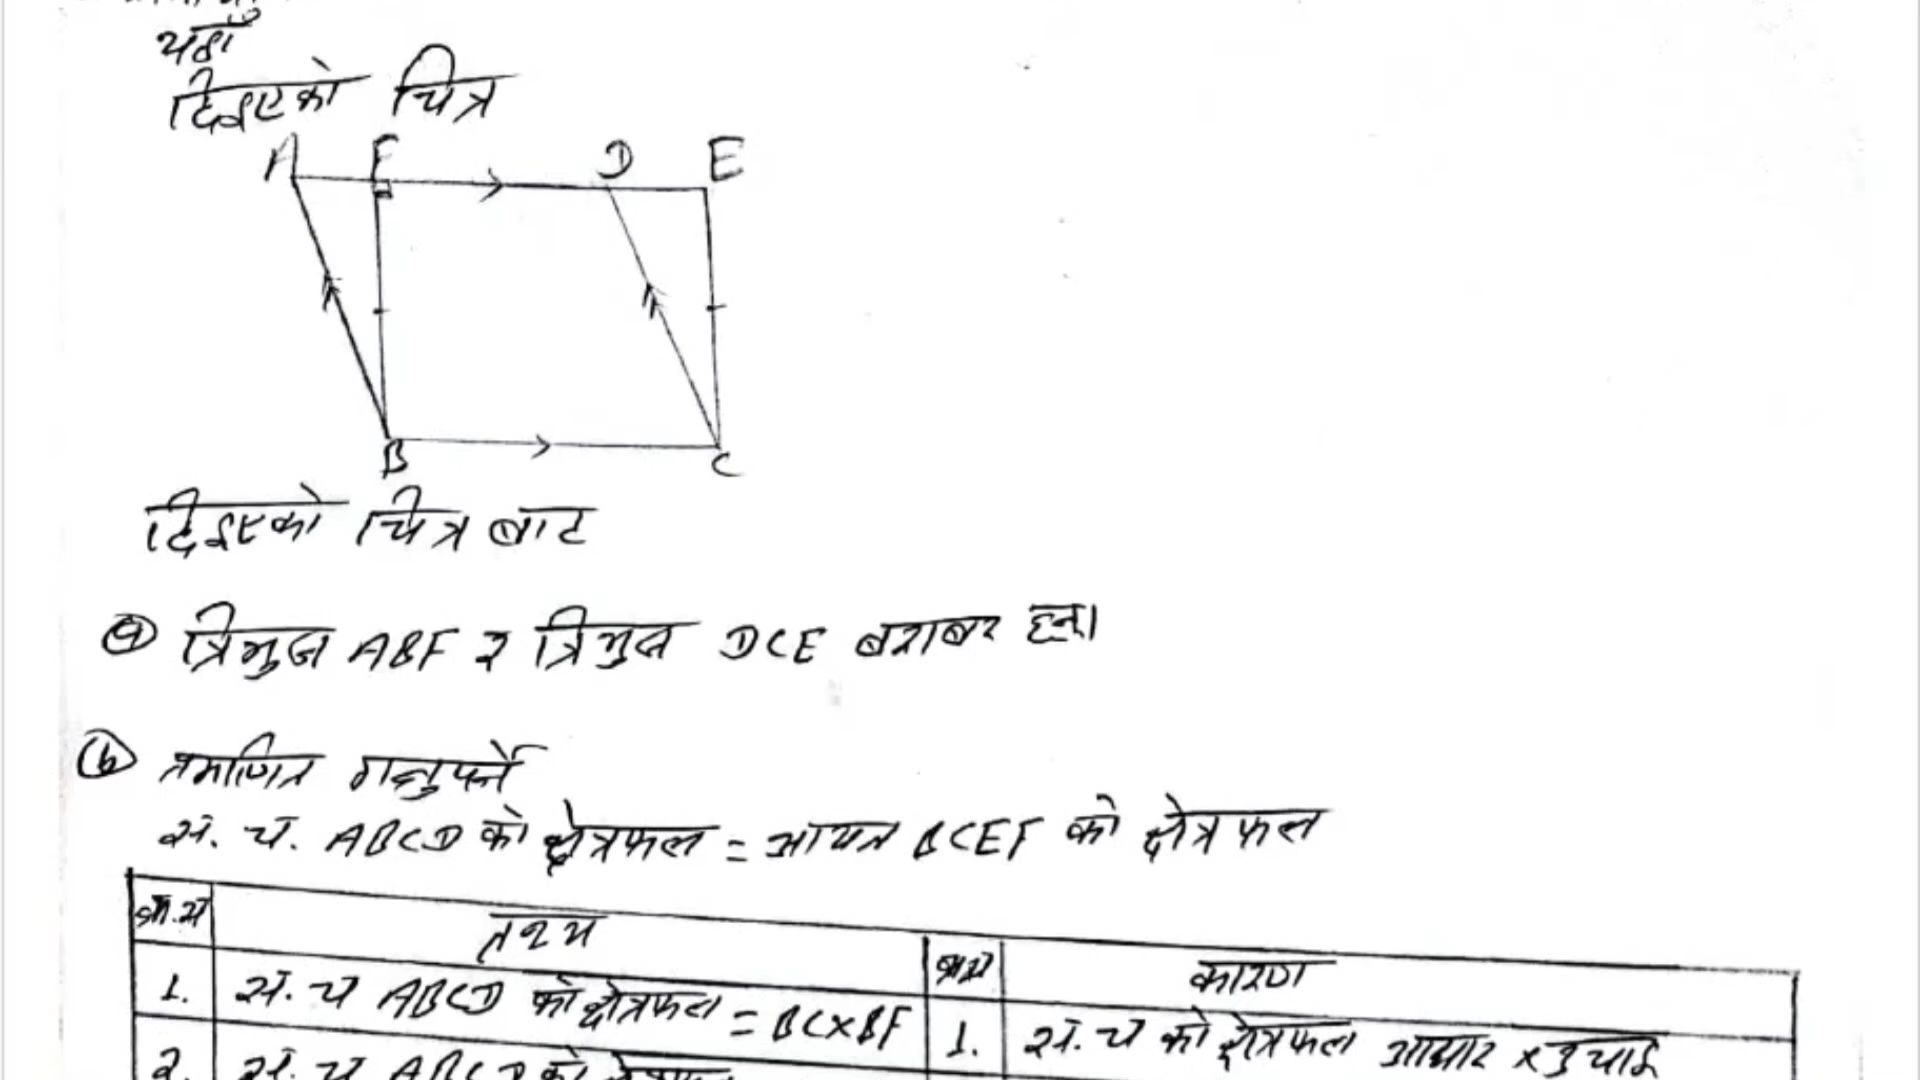 यहाँ
दिइएको चित्र
A F D E
B C
दिइएको चित्र बाट
ⓐ त्रिभुज ABF र त्रिभुज DCE बराबर हुन्।
ⓑ प्रमाणित गर्नुपर्ने
स. च. ABCD को क्षेत्रफल = आयत BCEF को क्षेत्रफल
क्र.स तथ्य क्र.स कारण
1. स. च ABCD को क्षेत्रफल = BC×BF 1. स. च को क्षेत्रफल आधार × उचाइ
2. स. च ABCD को